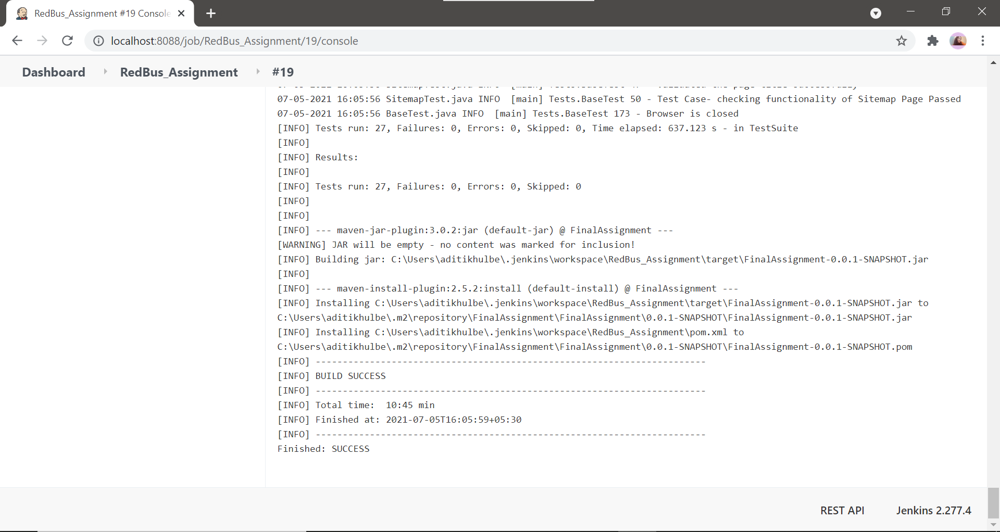 RedBus_Assignment #19 Console
localhost:8088/job/RedBus_Assignment/19/console
Dashboard RedBus_Assignment #19
07-05-2021 16:05:56 SitemapTest.java INFO  [main] Tests.BaseTest 50 - Test Case- checking functionality of Sitemap Page Passed
07-05-2021 16:05:56 BaseTest.java INFO  [main] Tests.BaseTest 173 - Browser is closed
[INFO] Tests run: 27, Failures: 0, Errors: 0, Skipped: 0, Time elapsed: 637.123 s - in TestSuite
[INFO]
[INFO] Results:
[INFO]
[INFO] Tests run: 27, Failures: 0, Errors: 0, Skipped: 0
[INFO]
[INFO]
[INFO] --- maven-jar-plugin:3.0.2:jar (default-jar) @ FinalAssignment ---
[WARNING] JAR will be empty - no content was marked for inclusion!
[INFO] Building jar: C:\Users\aditikhulbe\.jenkins\workspace\RedBus_Assignment\target\FinalAssignment-0.0.1-SNAPSHOT.jar
[INFO]
[INFO] --- maven-install-plugin:2.5.2:install (default-install) @ FinalAssignment ---
[INFO] Installing C:\Users\aditikhulbe\.jenkins\workspace\RedBus_Assignment\target\FinalAssignment-0.0.1-SNAPSHOT.jar to
C:\Users\aditikhulbe\.m2\repository\FinalAssignment\FinalAssignment\0.0.1-SNAPSHOT\FinalAssignment-0.0.1-SNAPSHOT.jar
[INFO] Installing C:\Users\aditikhulbe\.jenkins\workspace\RedBus_Assignment\pom.xml to
C:\Users\aditikhulbe\.m2\repository\FinalAssignment\FinalAssignment\0.0.1-SNAPSHOT\FinalAssignment-0.0.1-SNAPSHOT.pom
[INFO] ------------------------------------------------------------------------
[INFO] BUILD SUCCESS
[INFO] ------------------------------------------------------------------------
[INFO] Total time:  10:45 min
[INFO] Finished at: 2021-07-05T16:05:59+05:30
[INFO] ------------------------------------------------------------------------
Finished: SUCCESS
REST API Jenkins 2.277.4